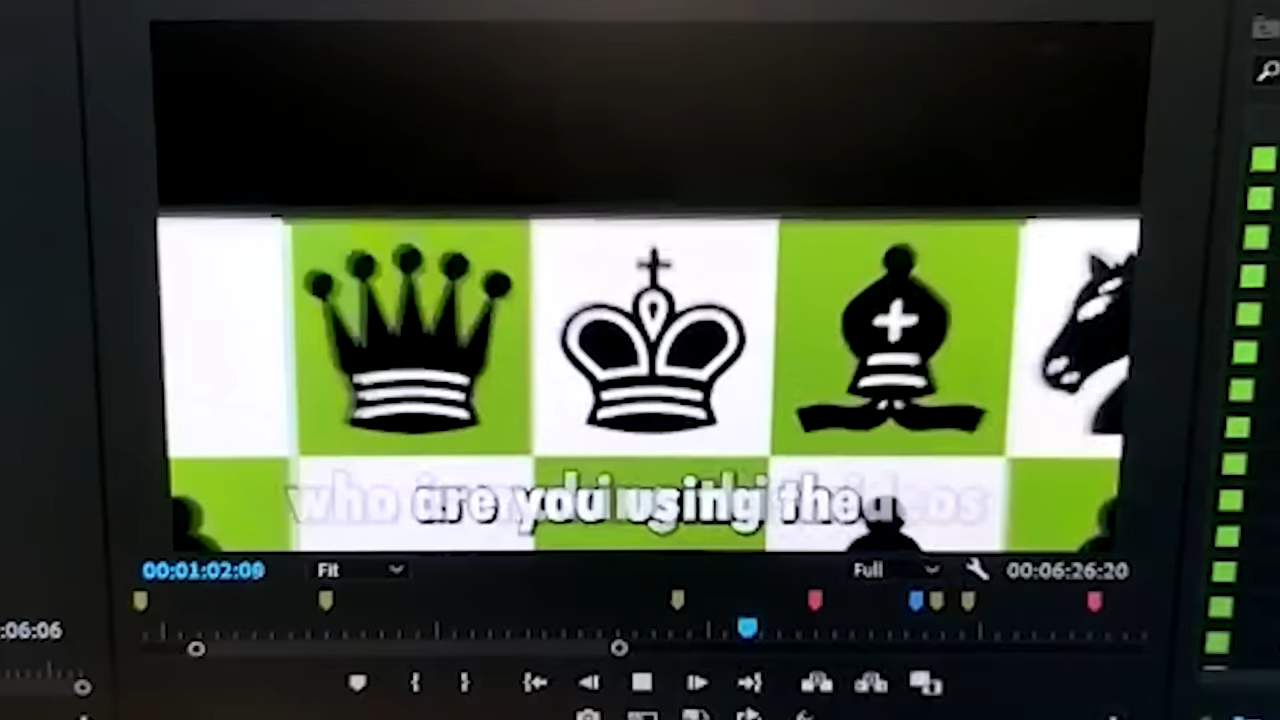 are you using the
00:01:02:09
Fit
Full
00:06:26:20
:06:06